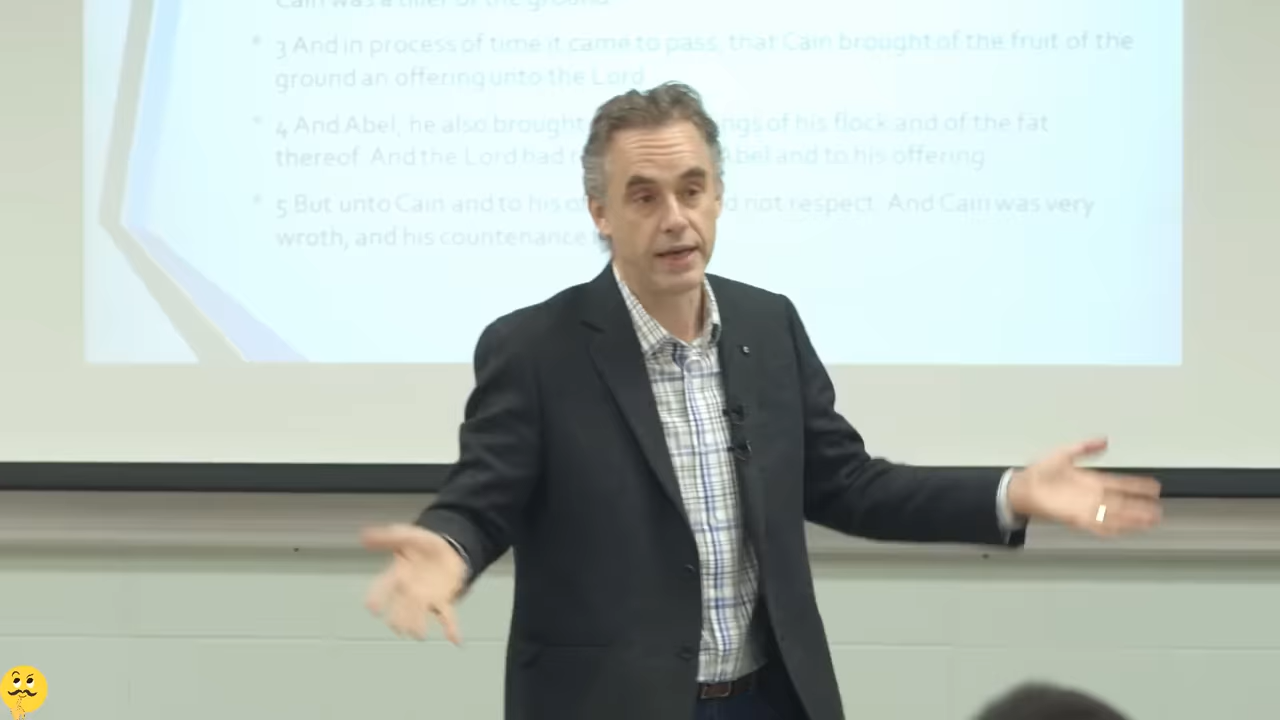 Cain was a tiller of the ground.
* 3 And in process of time it came to pass, that Cain brought of the fruit of the
ground an offering unto the Lord
* 4 And Abel, he also brought ngs of his flock and of the fat
thereof. And the Lord had bel and to his offering
* 5 But unto Cain and to his of d not respect. And Cain was very
wroth, and his countenance